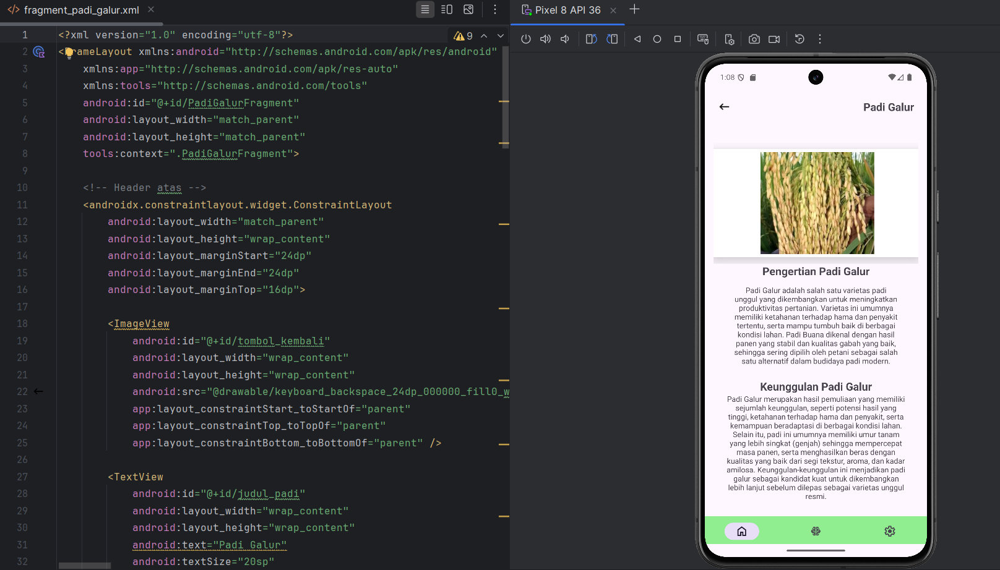 fragment_padi_galur.xml
Pixel 8 API 36
9
1 <?xml version="1.0" encoding="utf-8"?>
2 <FrameLayout xmlns:android="http://schemas.android.com/apk/res/android"
3 xmlns:app="http://schemas.android.com/apk/res-auto"
4 xmlns:tools="http://schemas.android.com/tools"
5 android:id="@+id/PadiGalurFragment"
6 android:layout_width="match_parent"
7 android:layout_height="match_parent"
8 tools:context=".PadiGalurFragment">
9
10 <!-- Header atas -->
11 <androidx.constraintlayout.widget.ConstraintLayout
12 android:layout_width="match_parent"
13 android:layout_height="wrap_content"
14 android:layout_marginStart="24dp"
15 android:layout_marginEnd="24dp"
16 android:layout_marginTop="16dp">
17
18 <ImageView
19 android:id="@+id/tombol_kembali"
20 android:layout_width="wrap_content"
21 android:layout_height="wrap_content"
22 android:src="@drawable/keyboard_backspace_24dp_000000_fill0_w
23 app:layout_constraintStart_toStartOf="parent"
24 app:layout_constraintTop_toTopOf="parent"
25 app:layout_constraintBottom_toBottomOf="parent" />
26
27 <TextView
28 android:id="@+id/judul_padi"
29 android:layout_width="wrap_content"
30 android:layout_height="wrap_content"
31 android:text="Padi Galur"
32 android:textSize="20sp"
1:08
Padi Galur
Pengertian Padi Galur
Padi Galur adalah salah satu varietas padi
unggul yang dikembangkan untuk meningkatkan
produktivitas pertanian. Varietas ini umumnya
memiliki ketahanan terhadap hama dan penyakit
tertentu, serta mampu tumbuh baik di berbagai
kondisi lahan. Padi Buana dikenal dengan hasil
panen yang stabil dan kualitas gabah yang baik,
sehingga sering dipilih oleh petani sebagai salah
satu alternatif dalam budidaya padi modern.
Keunggulan Padi Galur
Padi Galur merupakan hasil pemuliaan yang memiliki
sejumlah keunggulan, seperti potensi hasil yang
tinggi, ketahanan terhadap hama dan penyakit, serta
kemampuan beradaptasi di berbagai kondisi lahan.
Selain itu, padi ini umumnya memiliki umur tanam
yang lebih singkat (genjah) sehingga mempercepat
masa panen, serta menghasilkan beras dengan
kualitas yang baik dari segi tekstur, aroma, dan kadar
amilosa. Keunggulan-keunggulan ini menjadikan padi
galur sebagai kandidat kuat untuk dikembangkan
lebih lanjut sebelum dilepas sebagai varietas unggul
resmi.